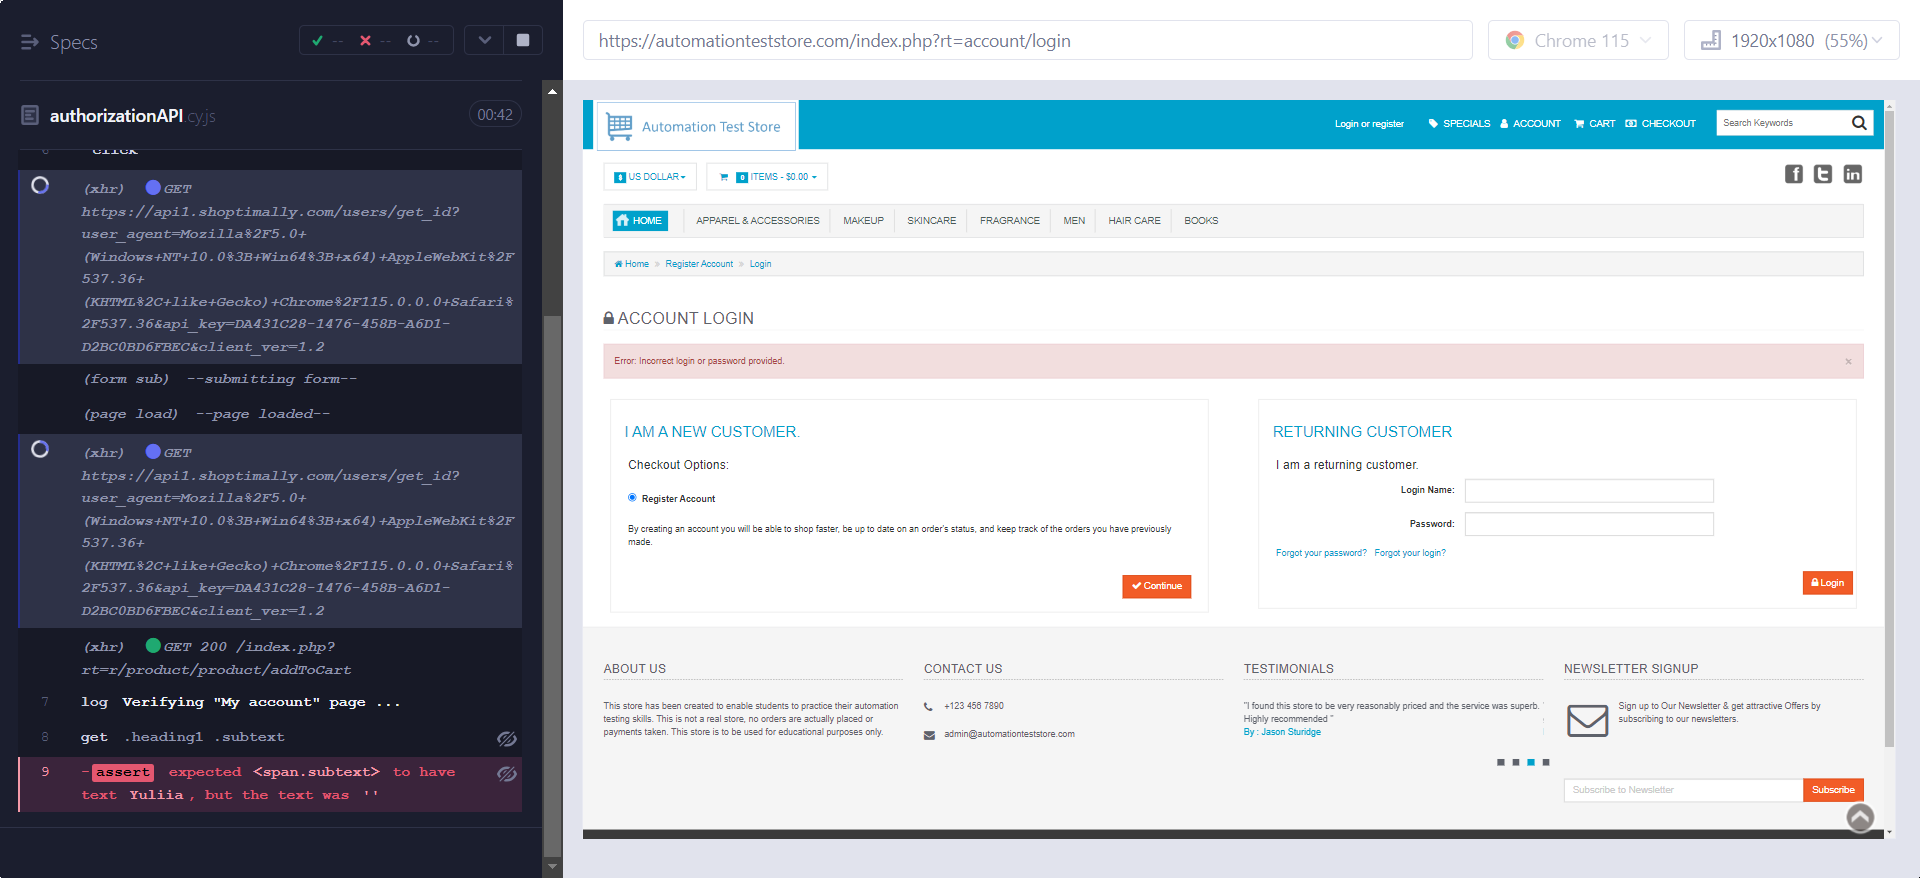 Specs
-- -- --
authorizationAPI.cy.js 00:42
click
(xhr) GET
https://api1.shoptimally.com/users/get_id?
user_agent=Mozilla%2F5.0+
(Windows+NT+10.0%3B+Win64%3B+x64)+AppleWebKit%2F
537.36+
(KHTML%2C+like+Gecko)+Chrome%2F115.0.0.0+Safari%
2F537.36&api_key=DA431C28-1476-458B-A6D1-
D2BC0BD6FBEC&client_ver=1.2
(form sub) --submitting form--
(page load) --page loaded--
(xhr) GET
https://api1.shoptimally.com/users/get_id?
user_agent=Mozilla%2F5.0+
(Windows+NT+10.0%3B+Win64%3B+x64)+AppleWebKit%2F
537.36+
(KHTML%2C+like+Gecko)+Chrome%2F115.0.0.0+Safari%
2F537.36&api_key=DA431C28-1476-458B-A6D1-
D2BC0BD6FBEC&client_ver=1.2
(xhr) GET 200 /index.php?
rt=r/product/product/addToCart
7 log Verifying "My account" page ...
8 get .heading1 .subtext
9 -assert expected <span.subtext> to have
text Yuliia, but the text was ''
https://automationteststore.com/index.php?rt=account/login
Chrome 115
1920x1080 (55%)
Automation Test Store
Login or register SPECIALS ACCOUNT CART CHECKOUT
Search Keywords
$ US DOLLAR
0 ITEMS - $0.00
f t in
HOME APPAREL & ACCESSORIES MAKEUP SKINCARE FRAGRANCE MEN HAIR CARE BOOKS
Home » Register Account » Login
ACCOUNT LOGIN
Error: Incorrect login or password provided. ×
I AM A NEW CUSTOMER.
Checkout Options:
Register Account
By creating an account you will be able to shop faster, be up to date on an order's status, and keep track of the orders you have previously
made.
Continue
RETURNING CUSTOMER
I am a returning customer.
Login Name:
Password:
Forgot your password? Forgot your login?
Login
ABOUT US
This store has been created to enable students to practice their automation
testing skills. This is not a real store, no orders are actually placed or
payments taken. This store is to be used for educational purposes only.
CONTACT US
+123 456 7890
admin@automationteststore.com
TESTIMONIALS
"I found this store to be very reasonably priced and the service was superb.
Highly recommended "
By : Jason Sturidge
NEWSLETTER SIGNUP
Sign up to Our Newsletter & get attractive Offers by
subscribing to our newsletters.
Subscribe to Newsletter
Subscribe